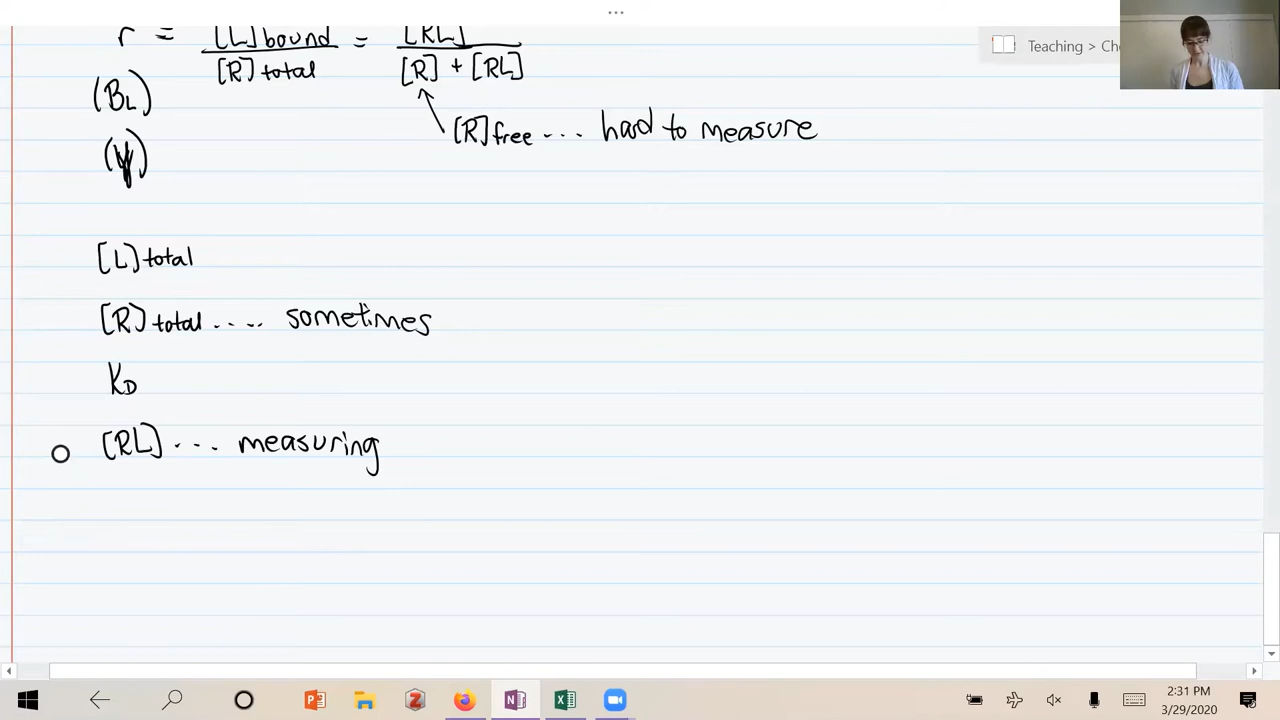 r = [L]bound / [R]total = [RL] / [R] + [RL]
(BL)
[R]free ... hard to measure
(Y)
[L]total
[R]total .... sometimes
KD
[RL] ... measuring
Teaching > Che
2:31 PM
3/29/2020